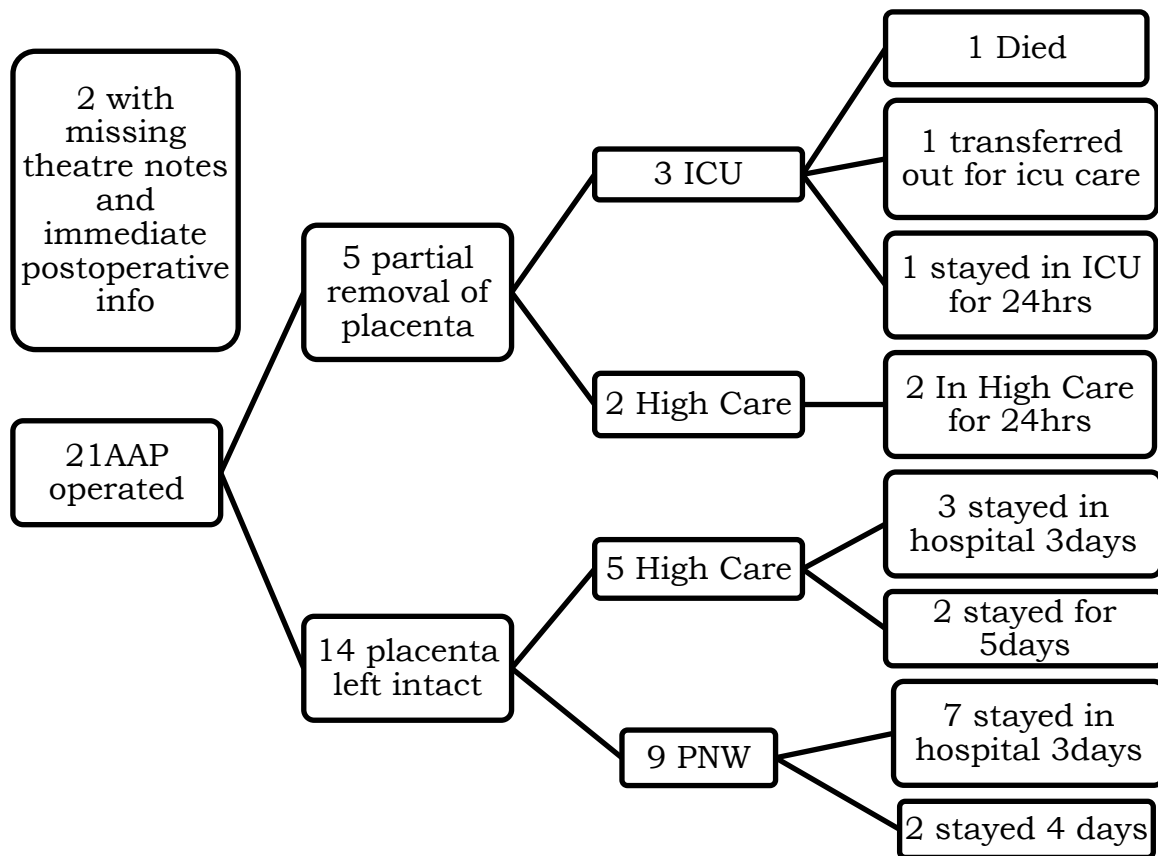 2 with
missing
theatre notes
and
immediate
postoperative
info
21AAP
operated
5 partial
removal of
placenta
14 placenta
left intact
3 ICU
2 High Care
5 High Care
9 PNW
1 Died
1 transferred
out for icu care
1 stayed in ICU
for 24hrs
2 In High Care
for 24hrs
3 stayed in
hospital 3days
2 stayed for
5days
7 stayed in
hospital 3days
2 stayed 4 days